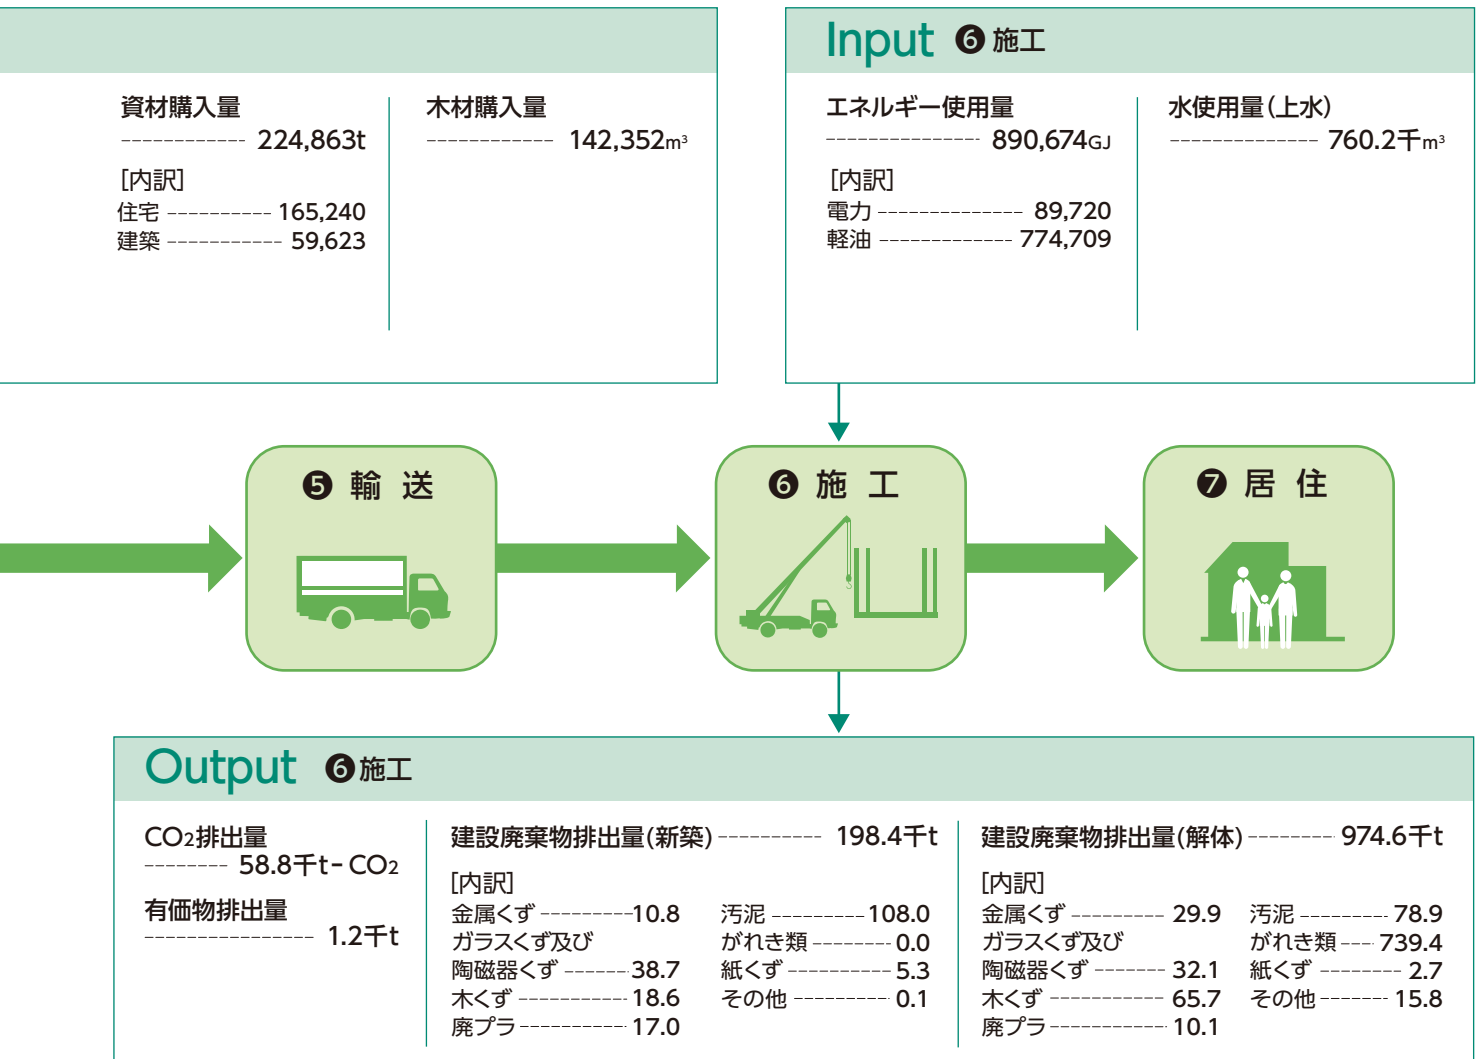 資材購入量
224,863t
[内訳]
住宅 165,240
建築 59,623
木材購入量
142,352m³
Input ❻ 施工
エネルギー使用量
890,674GJ
[内訳]
電力 89,720
軽油 774,709
水使用量(上水)
760.2千m³
❺ 輸送
❻ 施工
❼ 居住
Output ❻施工
CO2排出量
58.8千t-CO2
有価物排出量
1.2千t
建設廃棄物排出量(新築) 198.4千t
[内訳]
金属くず 10.8
ガラスくず及び
陶磁器くず 38.7
木くず 18.6
廃プラ 17.0
汚泥 108.0
がれき類 0.0
紙くず 5.3
その他 0.1
建設廃棄物排出量(解体) 974.6千t
[内訳]
金属くず 29.9
ガラスくず及び
陶磁器くず 32.1
木くず 65.7
廃プラ 10.1
汚泥 78.9
がれき類 739.4
紙くず 2.7
その他 15.8